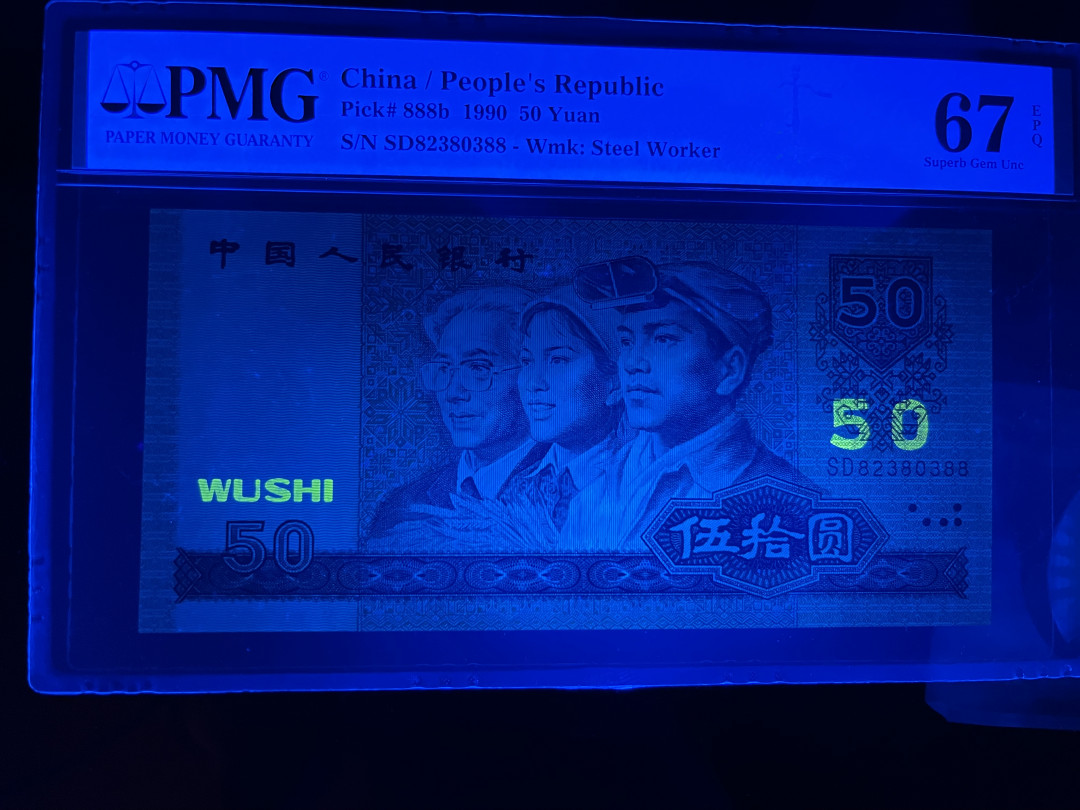 PMG®
PAPER MONEY GUARANTY
China / People's Republic
Pick# 888b 1990 50 Yuan
S/N SD82380388 - Wmk: Steel Worker
67
EPQ
Superb Gem Unc
中国人民银行
50
50
SD82380388
WUSHI
50
伍拾圆